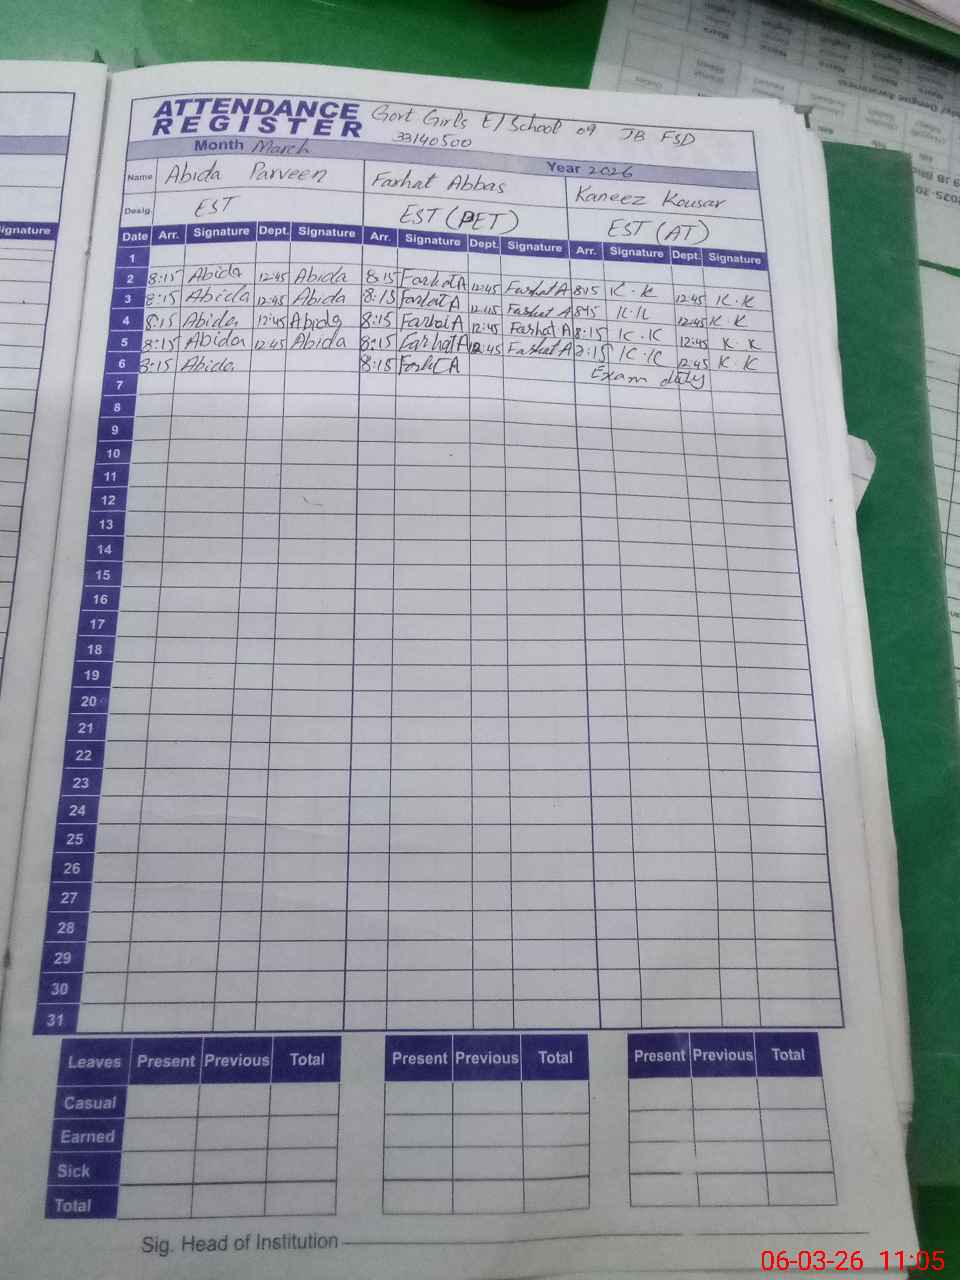 ATTENDANCE REGISTER Govt Girls E/School 09 JB FSD
33140500
Month March Year 2026
Name Abida Parveen Farhat Abbas Kaneez Kousar
Desig. EST EST (PET) EST (AT)
Date Arr. Signature Dept. Signature Arr. Signature Dept. Signature Arr. Signature Dept. Signature
1
2 8:15 Abida 12:45 Abida 8:15 Farhat A 12:45 Farhat A 8:15 K.K 12:45 K.K
3 8:15 Abida 12:45 Abida 8:15 Farhat A 12:45 Farhat A 8:15 K.K 12:45 K.K
4 8:15 Abida 12:45 Abida 8:15 Farhat A 12:45 Farhat A 8:15 K.K 12:45 K.K
5 8:15 Abida 12:45 Abida 8:15 Farhat A 12:45 Farhat A 8:15 K.K 12:45 K.K
6 8:15 Abida 8:15 Farhat A Exam duty
7
8
9
10
11
12
13
14
15
16
17
18
19
20
21
22
23
24
25
26
27
28
29
30
31
Leaves Present Previous Total Present Previous Total Present Previous Total
Casual
Earned
Sick
Total
Sig. Head of Institution
ignature
Signature
06-03-26 11:05